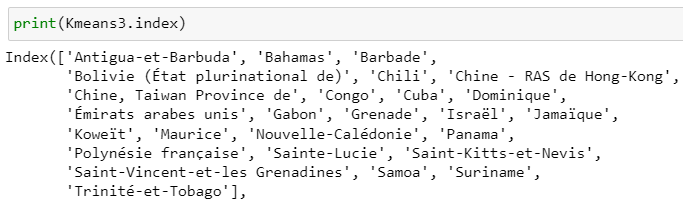 print(Kmeans3.index)
Index(['Antigua-et-Barbuda', 'Bahamas', 'Barbade',
'Bolivie (État plurinational de)', 'Chili', 'Chine - RAS de Hong-Kong',
'Chine, Taiwan Province de', 'Congo', 'Cuba', 'Dominique',
'Émirats arabes unis', 'Gabon', 'Grenade', 'Israël', 'Jamaïque',
'Koweït', 'Maurice', 'Nouvelle-Calédonie', 'Panama',
'Polynésie française', 'Sainte-Lucie', 'Saint-Kitts-et-Nevis',
'Saint-Vincent-et-les Grenadines', 'Samoa', 'Suriname',
'Trinité-et-Tobago'],